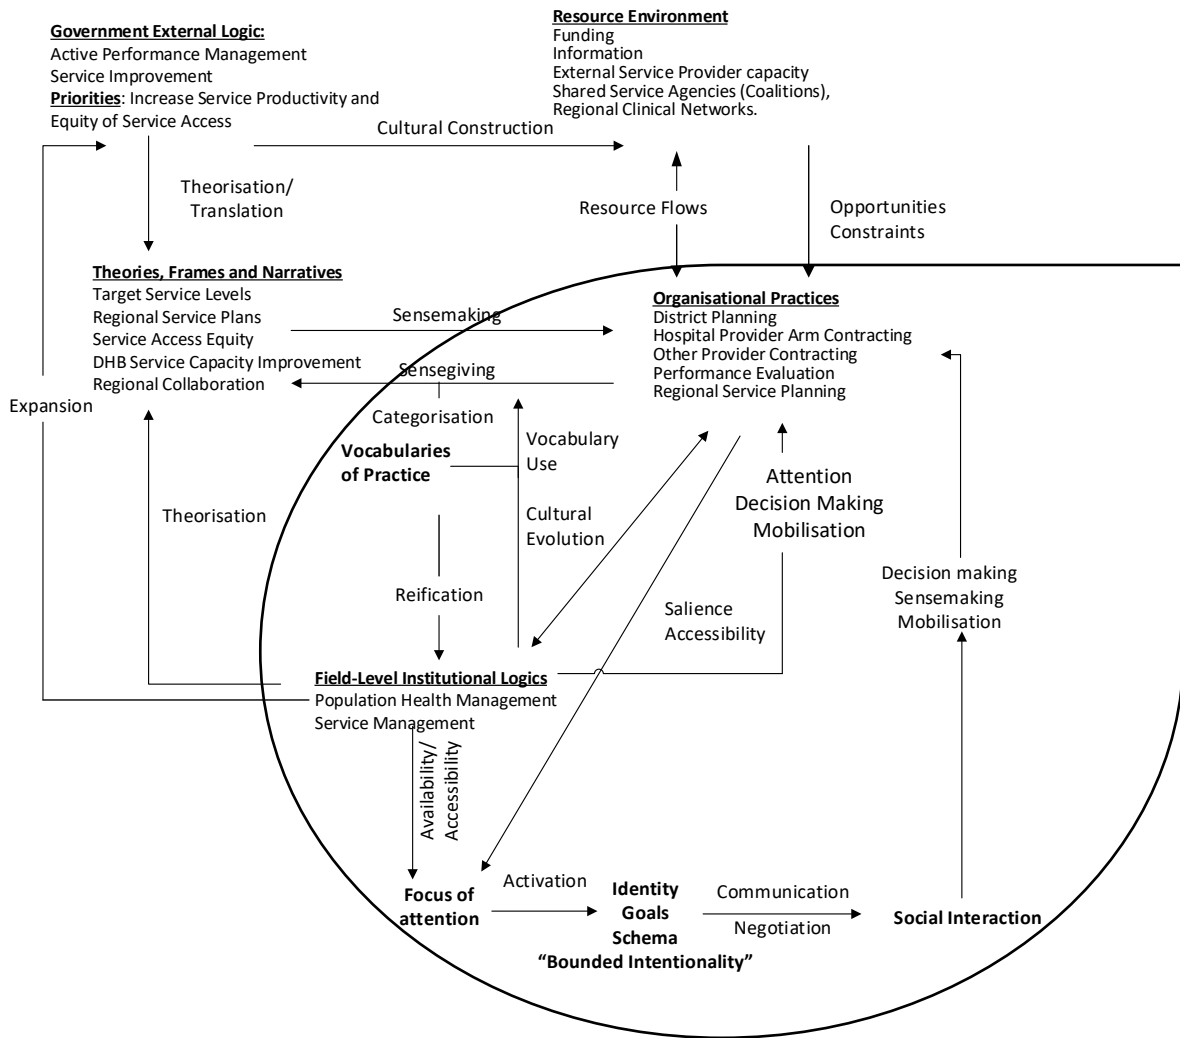 Government External Logic:
Active Performance Management
Service Improvement
Priorities: Increase Service Productivity and
Equity of Service Access
Resource Environment
Funding
Information
External Service Provider capacity
Shared Service Agencies (Coalitions),
Regional Clinical Networks.
Cultural Construction
Theorisation/
Translation
Resource Flows
Opportunities
Constraints
Theories, Frames and Narratives
Target Service Levels
Regional Service Plans
Service Access Equity
DHB Service Capacity Improvement
Regional Collaboration
Sensemaking
Sensegiving
Organisational Practices
District Planning
Hospital Provider Arm Contracting
Other Provider Contracting
Performance Evaluation
Regional Service Planning
Expansion
Categorisation
Vocabularies
of Practice
Vocabulary
Use
Cultural
Evolution
Attention
Decision Making
Mobilisation
Theorisation
Reification
Salience
Accessibility
Decision making
Sensemaking
Mobilisation
Field-Level Institutional Logics
Population Health Management
Service Management
Availability/
Accessibility
Focus of
attention
Activation
Identity
Goals
Schema
“Bounded Intentionality”
Communication
Negotiation
Social Interaction